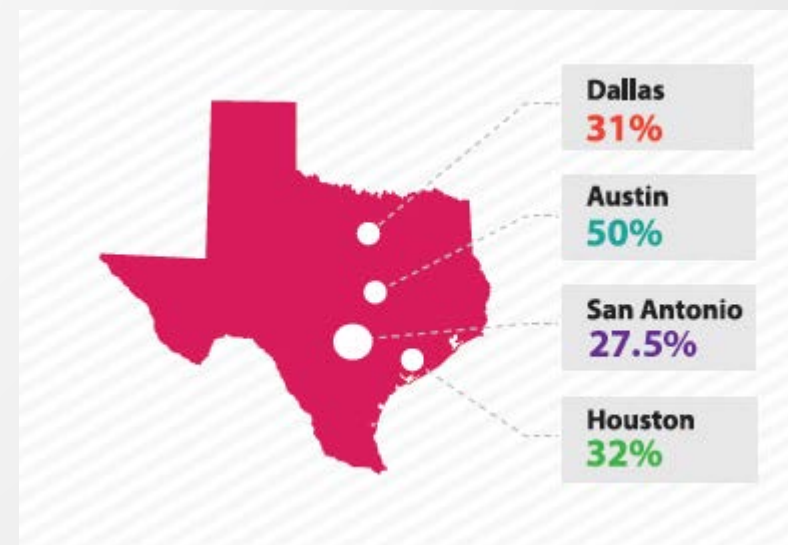 Dallas
31%
Austin
50%
San Antonio
27.5%
Houston
32%